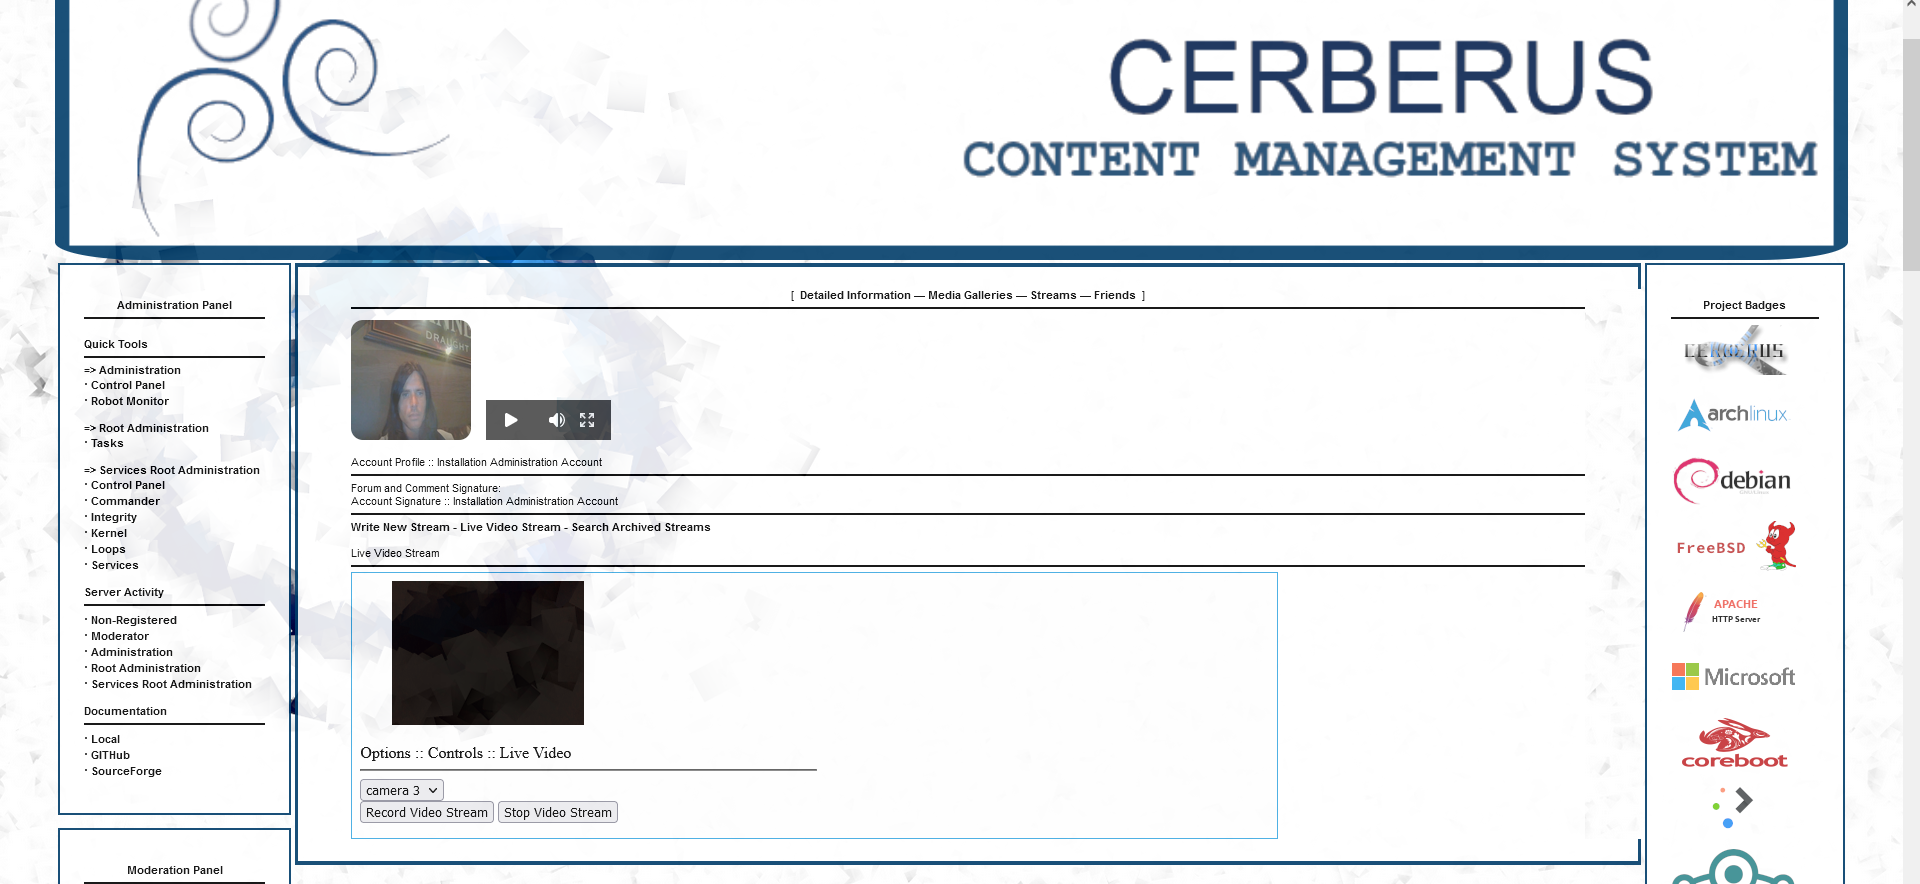 CERBERUS
CONTENT MANAGEMENT SYSTEM
Administration Panel
Quick Tools
=> Administration
· Control Panel
· Robot Monitor
=> Root Administration
· Tasks
=> Services Root Administration
· Control Panel
· Commander
· Integrity
· Kernel
· Loops
· Services
Server Activity
· Non-Registered
· Moderator
· Administration
· Root Administration
· Services Root Administration
Documentation
· Local
· GITHub
· SourceForge
Moderation Panel
[ Detailed Information — Media Galleries — Streams — Friends ]
DRAUGHT
Account Profile :: Installation Administration Account
Forum and Comment Signature:
Account Signature :: Installation Administration Account
Write New Stream - Live Video Stream - Search Archived Streams
Live Video Stream
Options :: Controls :: Live Video
camera 3
Record Video Stream Stop Video Stream
Project Badges
CERBERUS
archlinux
debian
FreeBSD
APACHE
HTTP Server
Microsoft
coreboot